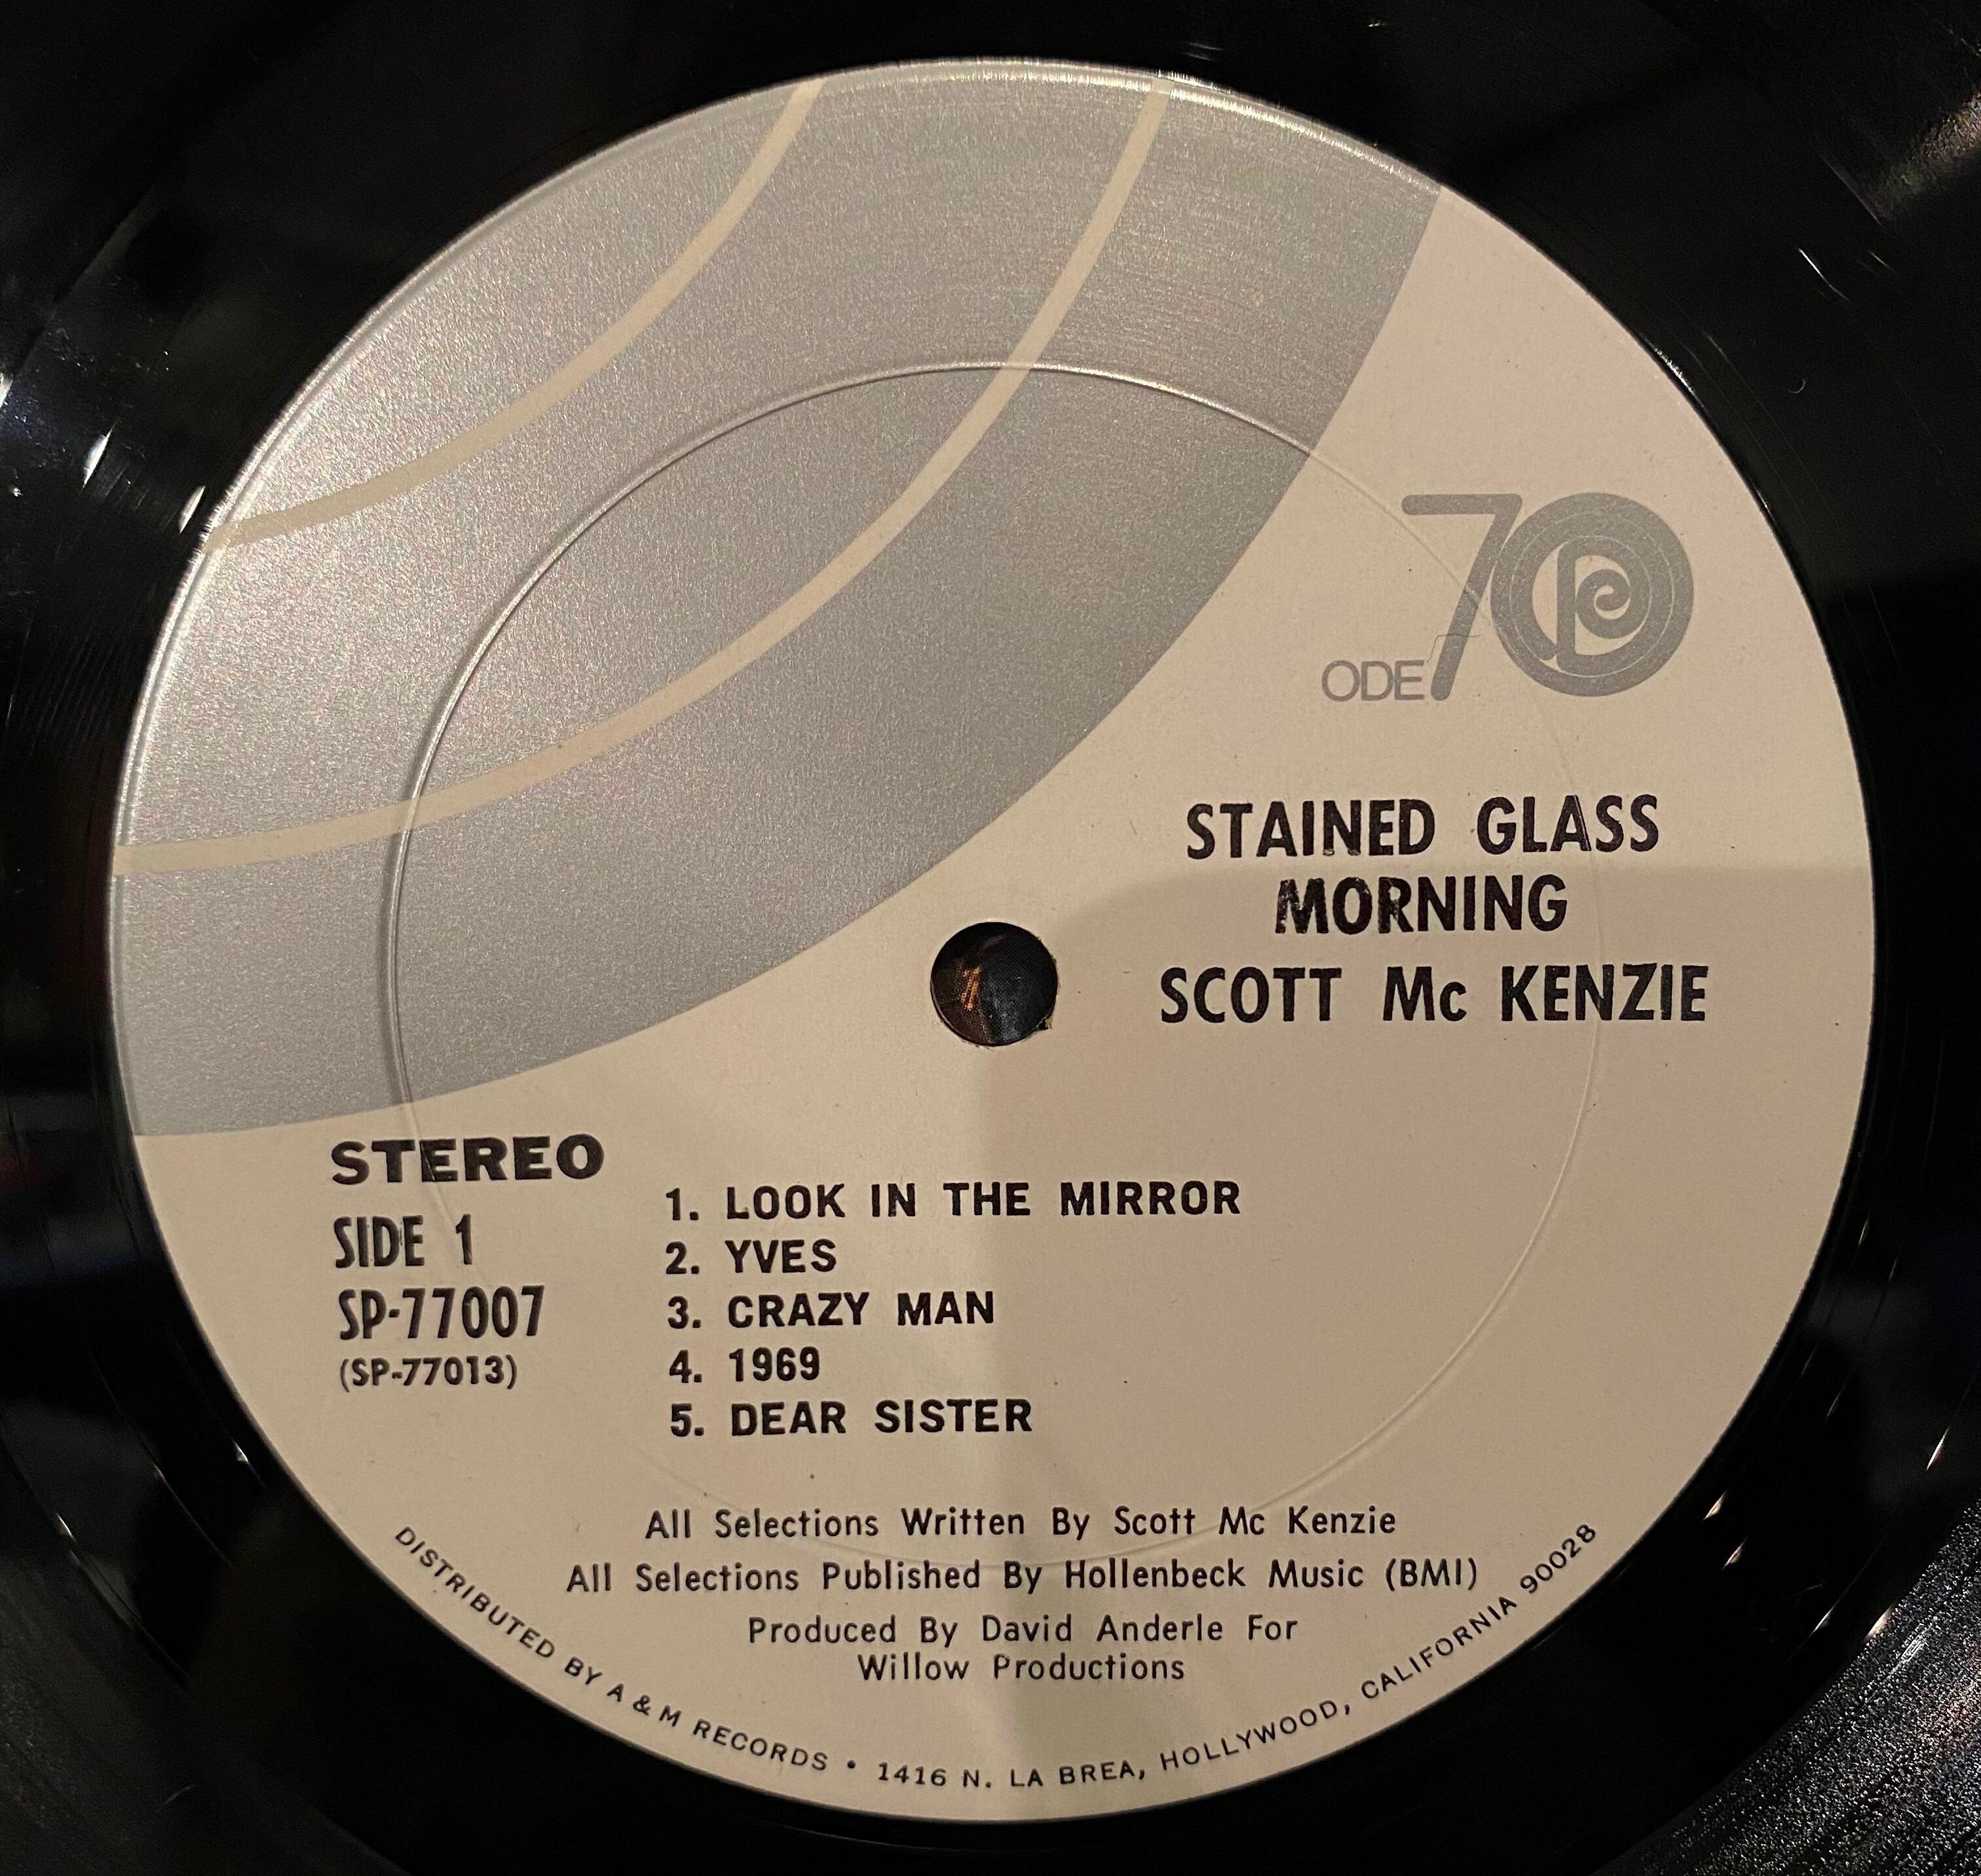 ODE 70
STAINED GLASS
MORNING
SCOTT Mc KENZIE
STEREO
SIDE 1
SP-77007
(SP-77013)
1. LOOK IN THE MIRROR
2. YVES
3. CRAZY MAN
4. 1969
5. DEAR SISTER
All Selections Written By Scott Mc Kenzie
All Selections Published By Hollenbeck Music (BMI)
Produced By David Anderle For
Willow Productions
DISTRIBUTED BY A & M RECORDS • 1416 N. LA BREA, HOLLYWOOD, CALIFORNIA 90028